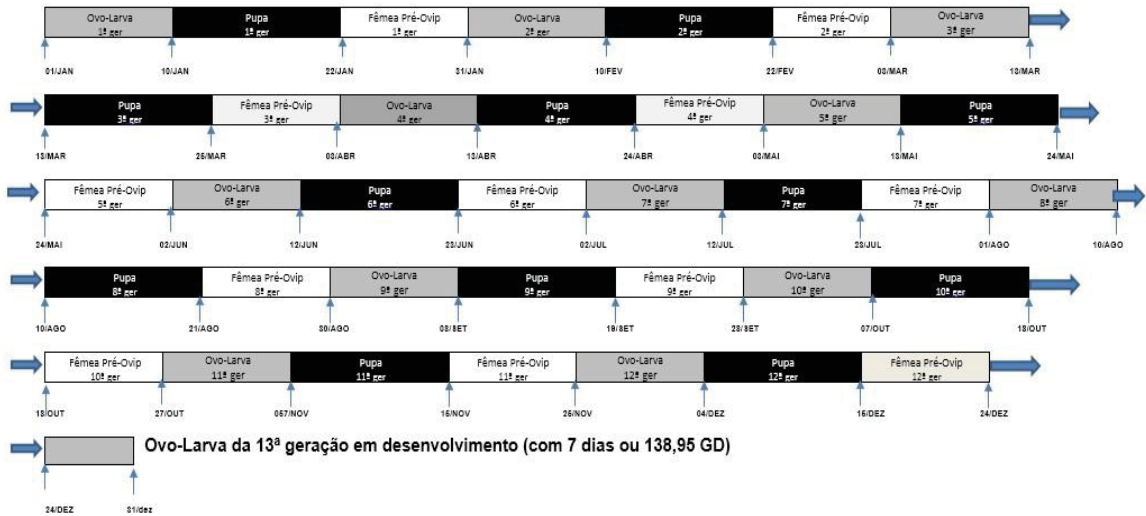 Ovo-Larva Pupa Fêmea Pré-Ovip Ovo-Larva Pupa Fêmea Pré-Ovip Ovo-Larva
1ª ger 1ª ger 1ª ger 2ª ger 2ª ger 2ª ger 3ª ger
01/JAN 10/JAN 22/JAN 31/JAN 10/FEV 22/FEV 03/MAR 13/MAR
Pupa Fêmea Pré-Ovip Ovo-Larva Pupa Fêmea Pré-Ovip Ovo-Larva Pupa
3ª ger 3ª ger 4ª ger 4ª ger 4ª ger 5ª ger 5ª ger
13/MAR 25/MAR 03/ABR 13/ABR 24/ABR 03/MAI 13/MAI 24/MAI
Fêmea Pré-Ovip Ovo-Larva Pupa Fêmea Pré-Ovip Ovo-Larva Pupa Fêmea Pré-Ovip Ovo-Larva
5ª ger 6ª ger 6ª ger 6ª ger 7ª ger 7ª ger 7ª ger 8ª ger
24/MAI 02/JUN 12/JUN 23/JUN 02/JUL 12/JUL 23/JUL 01/AGO 10/AGO
Pupa Fêmea Pré-Ovip Ovo-Larva Pupa Fêmea Pré-Ovip Ovo-Larva Pupa
8ª ger 8ª ger 9ª ger 9ª ger 9ª ger 10ª ger 10ª ger
10/AGO 21/AGO 30/AGO 08/SET 19/SET 28/SET 07/OUT 18/OUT
Fêmea Pré-Ovip Ovo-Larva Pupa Fêmea Pré-Ovip Ovo-Larva Pupa Fêmea Pré-Ovip
10ª ger 11ª ger 11ª ger 11ª ger 12ª ger 12ª ger 12ª ger
18/OUT 27/OUT 057/NOV 16/NOV 26/NOV 04/DEZ 16/DEZ 24/DEZ
Ovo-Larva da 13ª geração em desenvolvimento (com 7 dias ou 138,95 GD)
24/DEZ 31/dez